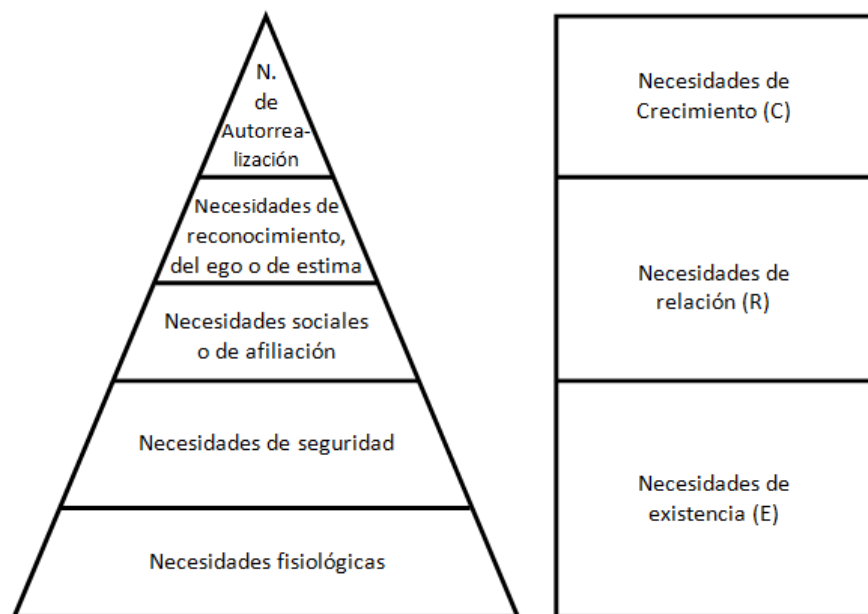 N.
de
Autorrea-
lización
Necesidades de
reconocimiento,
del ego o de estima
Necesidades sociales
o de afiliación
Necesidades de seguridad
Necesidades fisiológicas
Necesidades de
Crecimiento (C)
Necesidades de
relación (R)
Necesidades de
existencia (E)